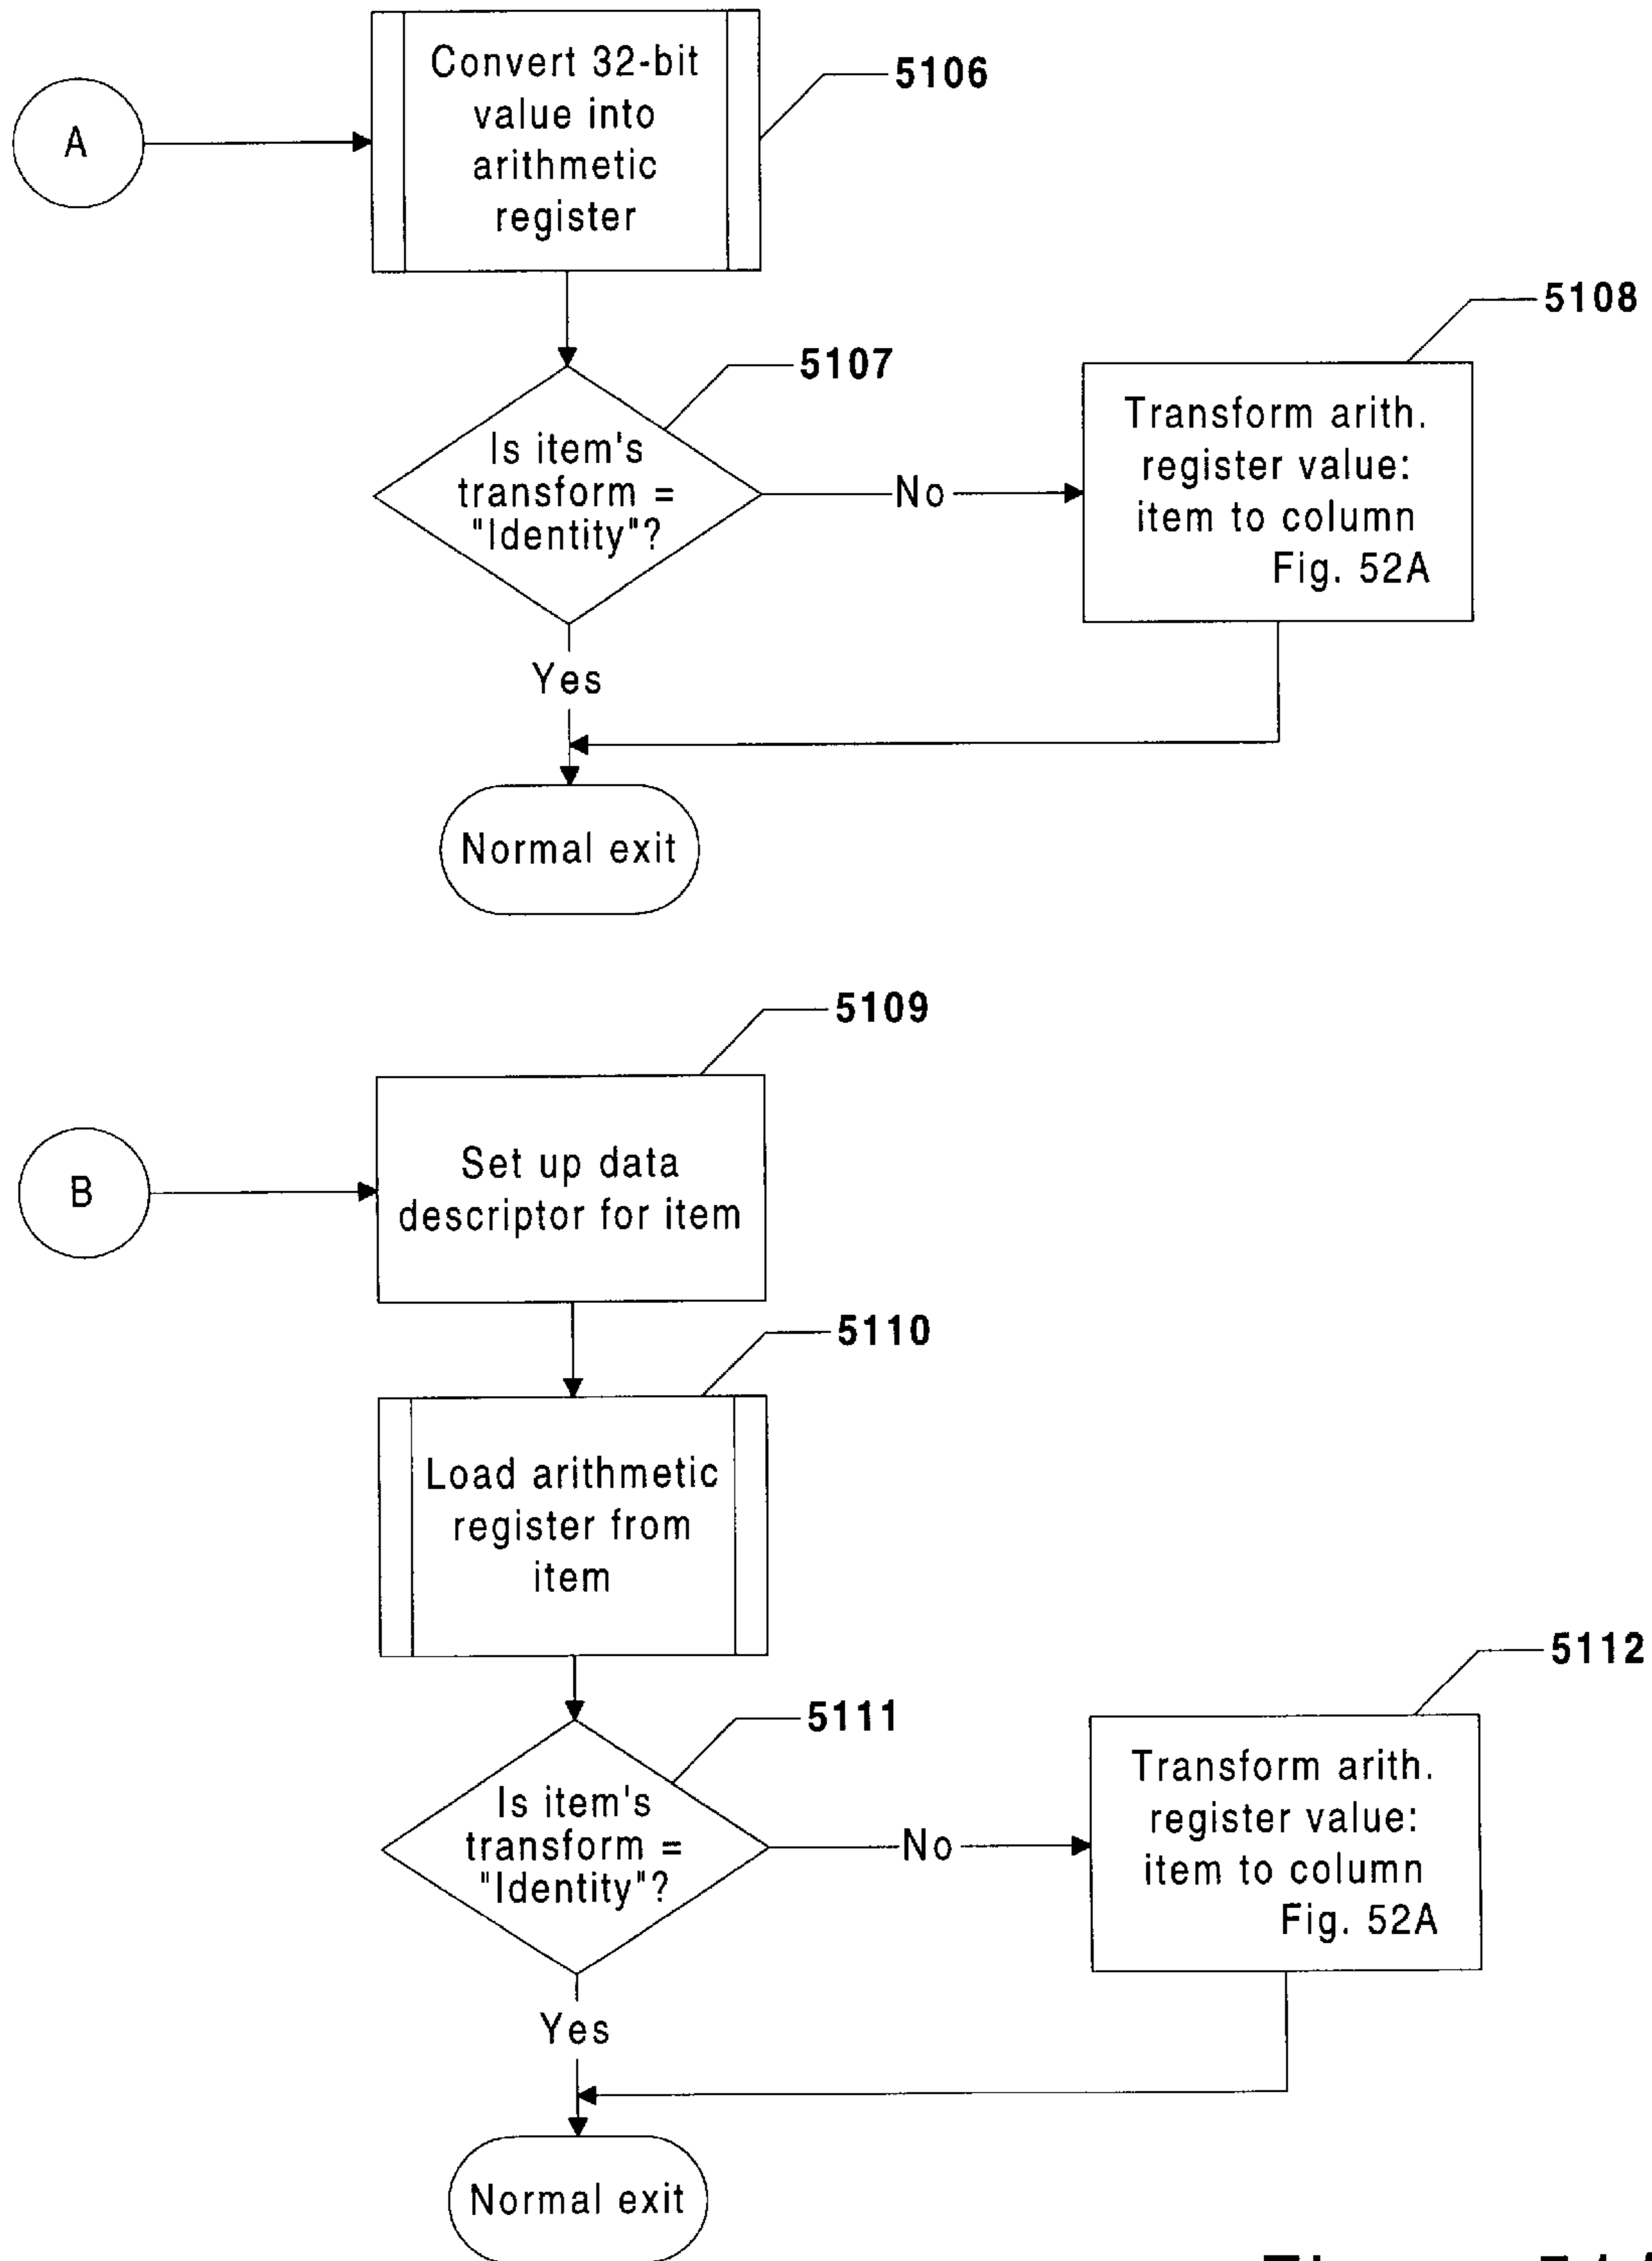 A
Convert 32-bit
value into
arithmetic
register
5106
5107
Is item's
transform =
"Identity"?
No
5108
Transform arith.
register value:
item to column
Fig. 52A
Yes
Normal exit
5109
B
Set up data
descriptor for item
5110
Load arithmetic
register from
item
5111
Is item's
transform =
"Identity"?
No
5112
Transform arith.
register value:
item to column
Fig. 52A
Yes
Normal exit